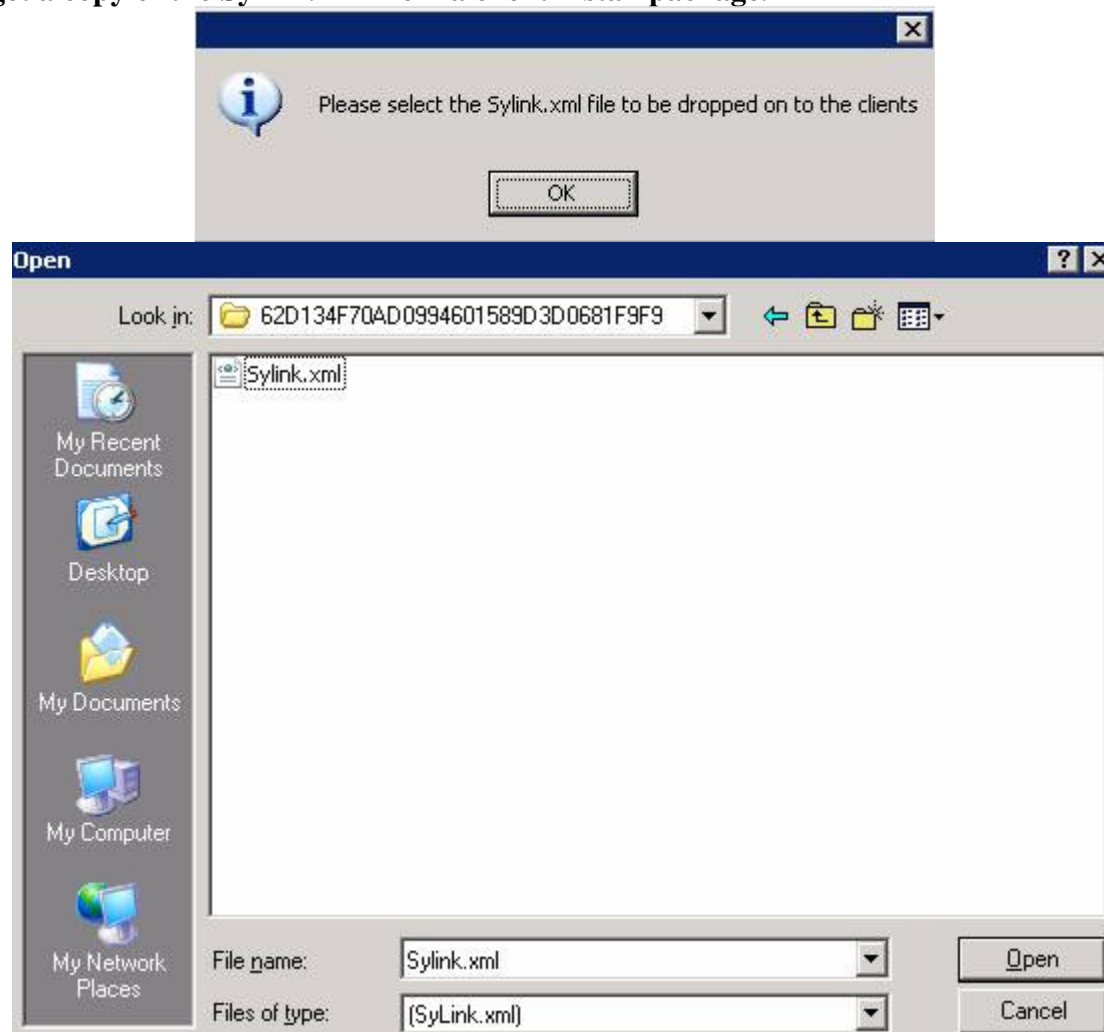 Please select the Sylink.xml file to be dropped on to the clients
OK
Open
Look in:
62D134F70AD0994601589D3D0681F9F9
Sylink.xml
My Recent
Documents
Desktop
My Documents
My Computer
My Network
Places
File name:
Sylink.xml
Open
Files of type:
(SyLink.xml)
Cancel